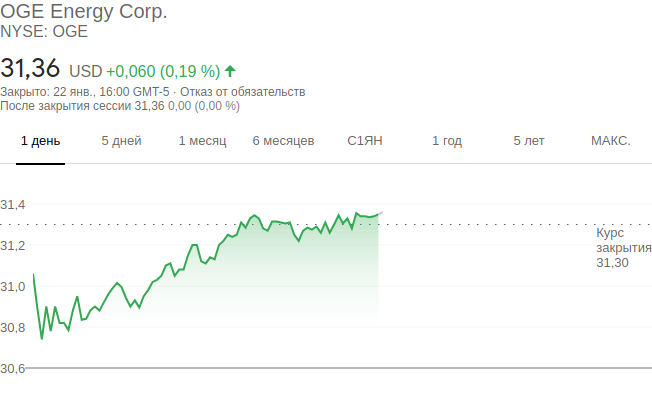 OGE Energy Corp.
NYSE: OGE
31,36 USD +0,060 (0,19 %)
Закрыто: 22 янв., 16:00 GMT-5 · Отказ от обязательств
После закрытия сессии 31,36 0,00 (0,00 %)
1 день 5 дней 1 месяц 6 месяцев С1ЯН 1 год 5 лет МАКС.
31,4
Курс
закрытия
31,30
31,2
31,0
30,8
30,6